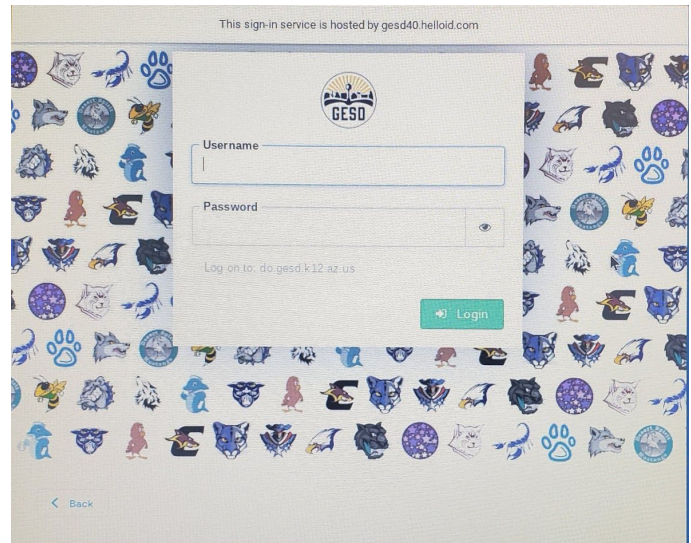 This sign-in service is hosted by gesd40.helloid.com
GESD
Username
Password
Log on to: do.gesd.k12.az.us
Login
Back